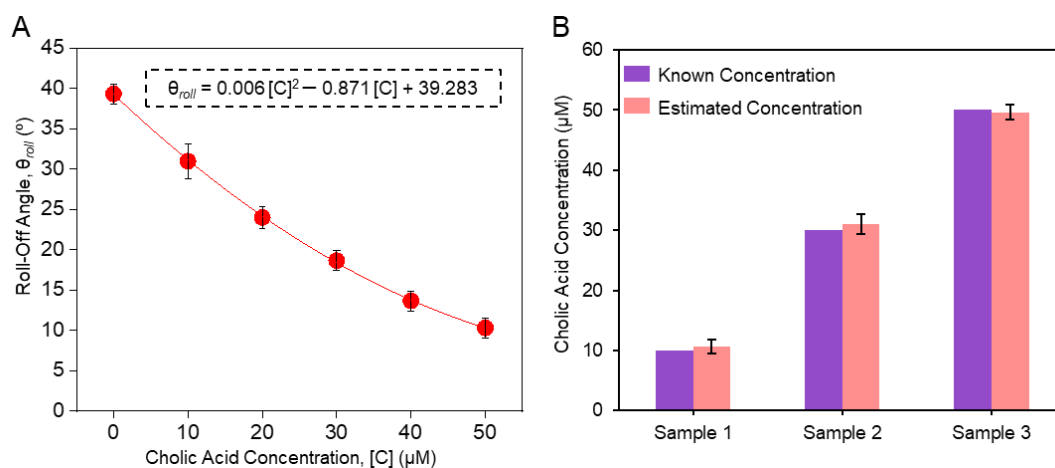 A
45
40
35
30
25
20
15
10
5
0
Roll-Off Angle, θroll (º)
θroll = 0.006 [C]² – 0.871 [C] + 39.283
0 10 20 30 40 50
Cholic Acid Concentration, [C] (µM)
B
60
50
40
30
20
10
0
Cholic Acid Concentration (µM)
Known Concentration
Estimated Concentration
Sample 1 Sample 2 Sample 3